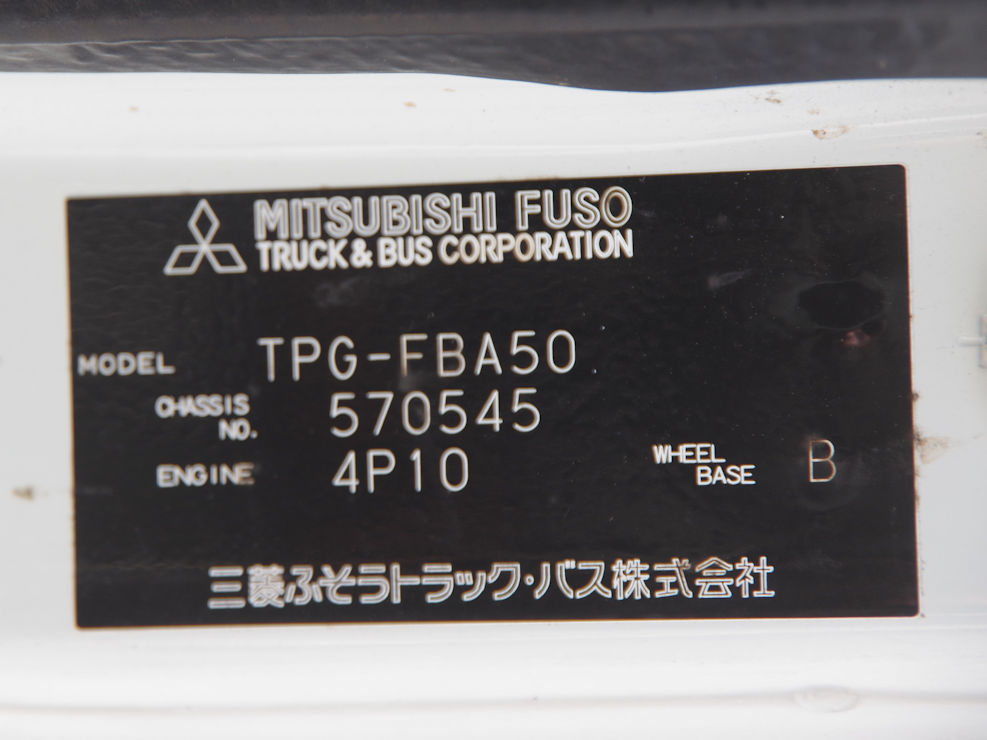 MITSUBISHI FUSO
TRUCK & BUS CORPORATION
MODEL TPG-FBA50
CHASSIS NO. 570545
ENGINE 4P10
WHEEL BASE B
三菱ふそうトラック・バス株式会社